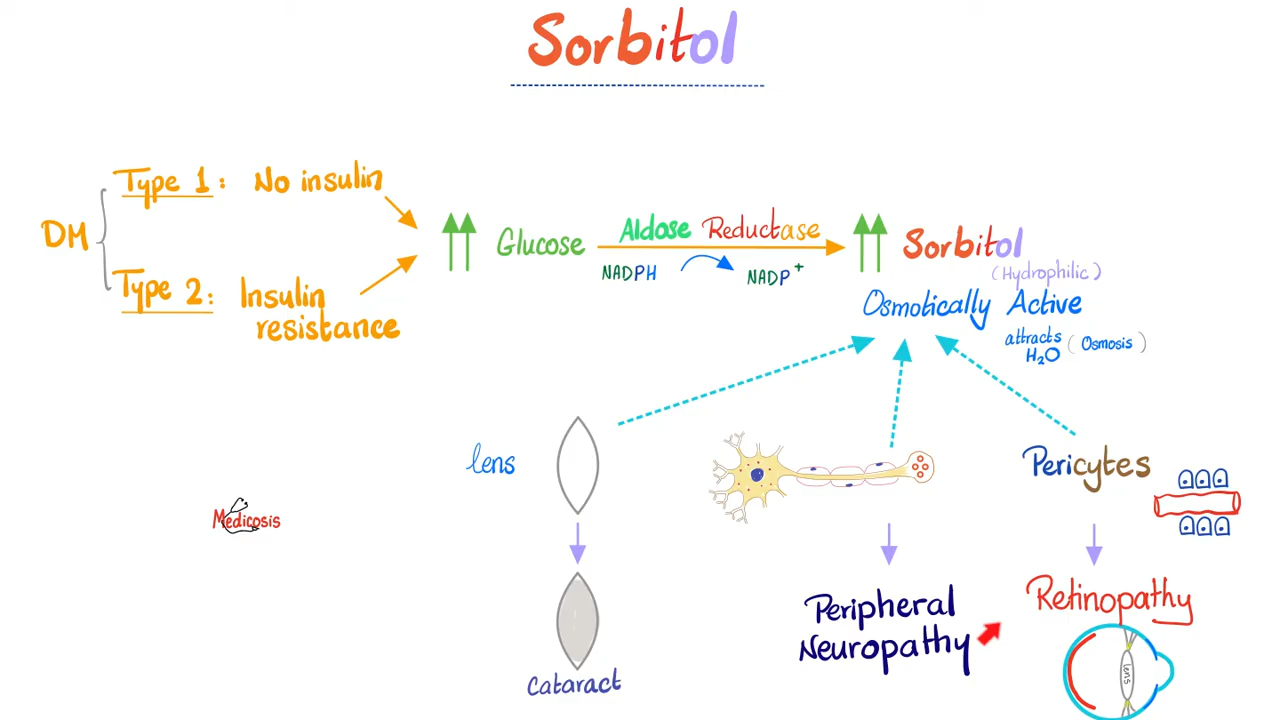 Sorbitol
DM
Type 1: No insulin
Type 2: Insulin
resistance
Glucose
Aldose Reductase
NADPH
NADP+
Sorbitol
(Hydrophilic)
Osmotically Active
attracts
H2O (Osmosis)
lens
Pericytes
Medicosis
Cataract
Peripheral
Neuropathy
Retinopathy
lens